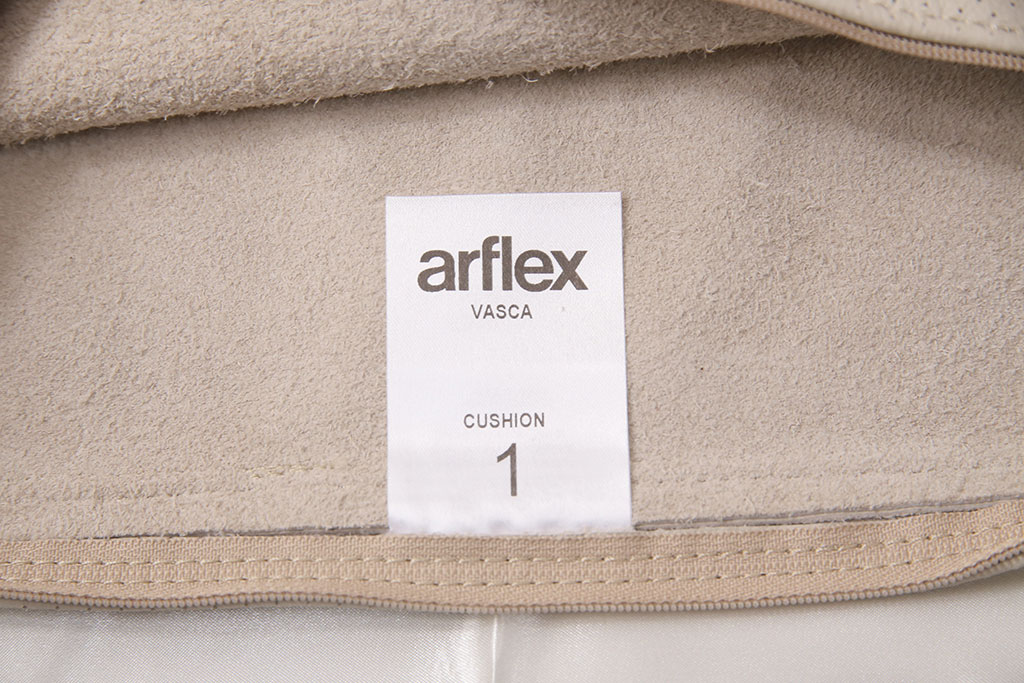 arflex
VASCA
CUSHION
1